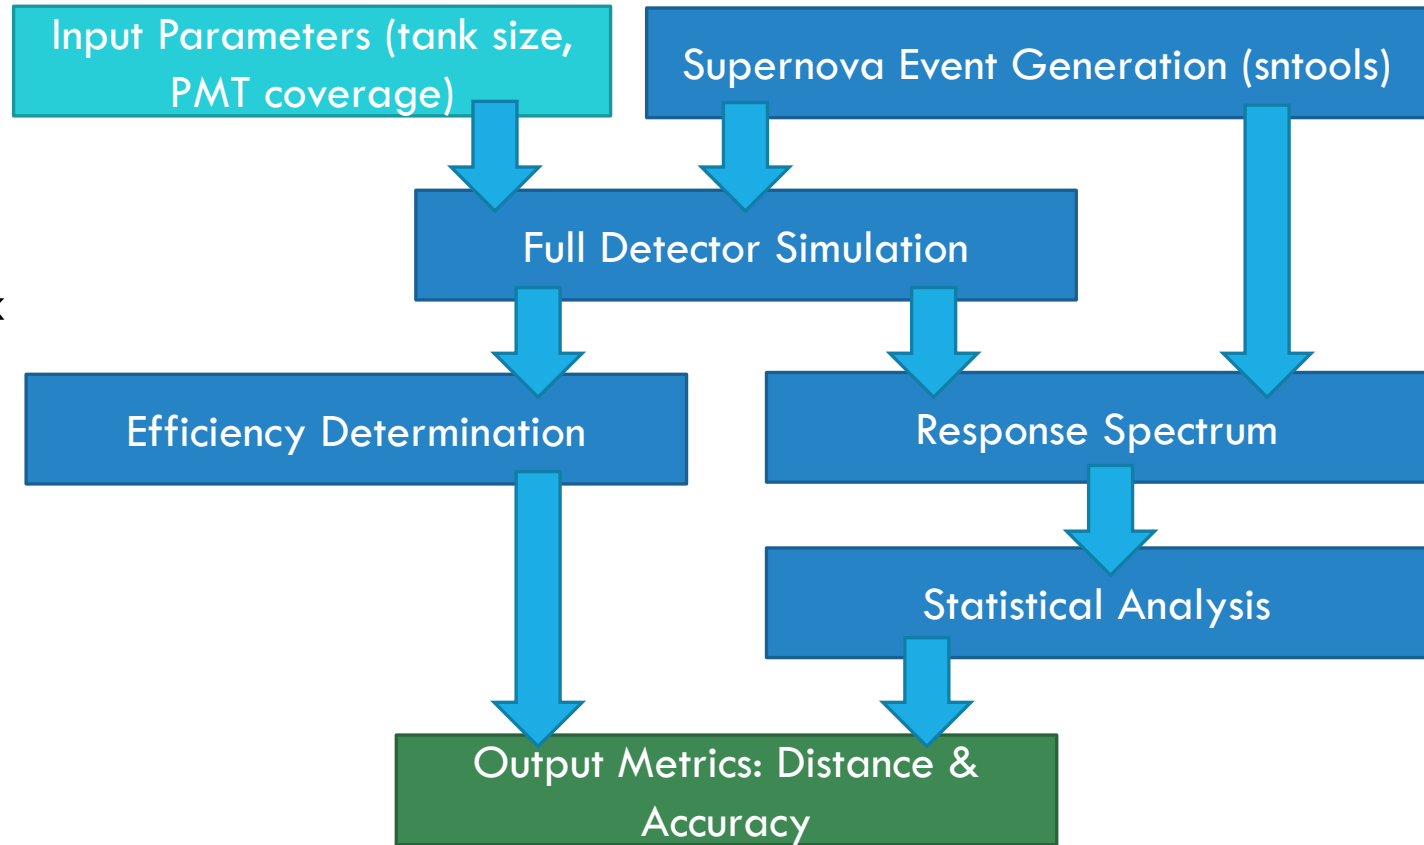 Input Parameters (tank size,
PMT coverage)
Supernova Event Generation (sntools)
Full Detector Simulation
Efficiency Determination
Response Spectrum
Statistical Analysis
Output Metrics: Distance &
Accuracy